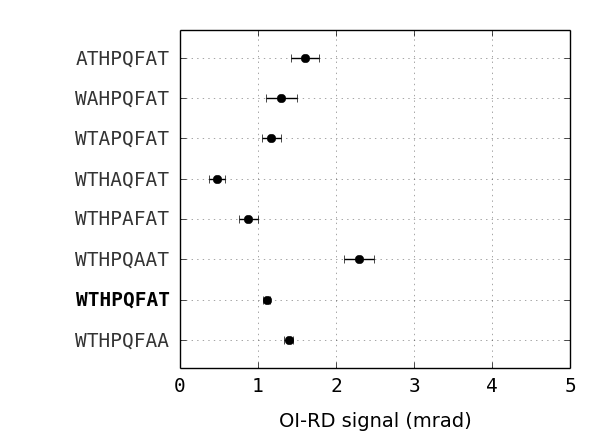 ATHPQFAT
WAHPQFAT
WTAPQFAT
WTHAQFAT
WTHPAFAT
WTHPQAAT
WTHPQFAT
WTHPQFAA
0 1 2 3 4 5
OI-RD signal (mrad)